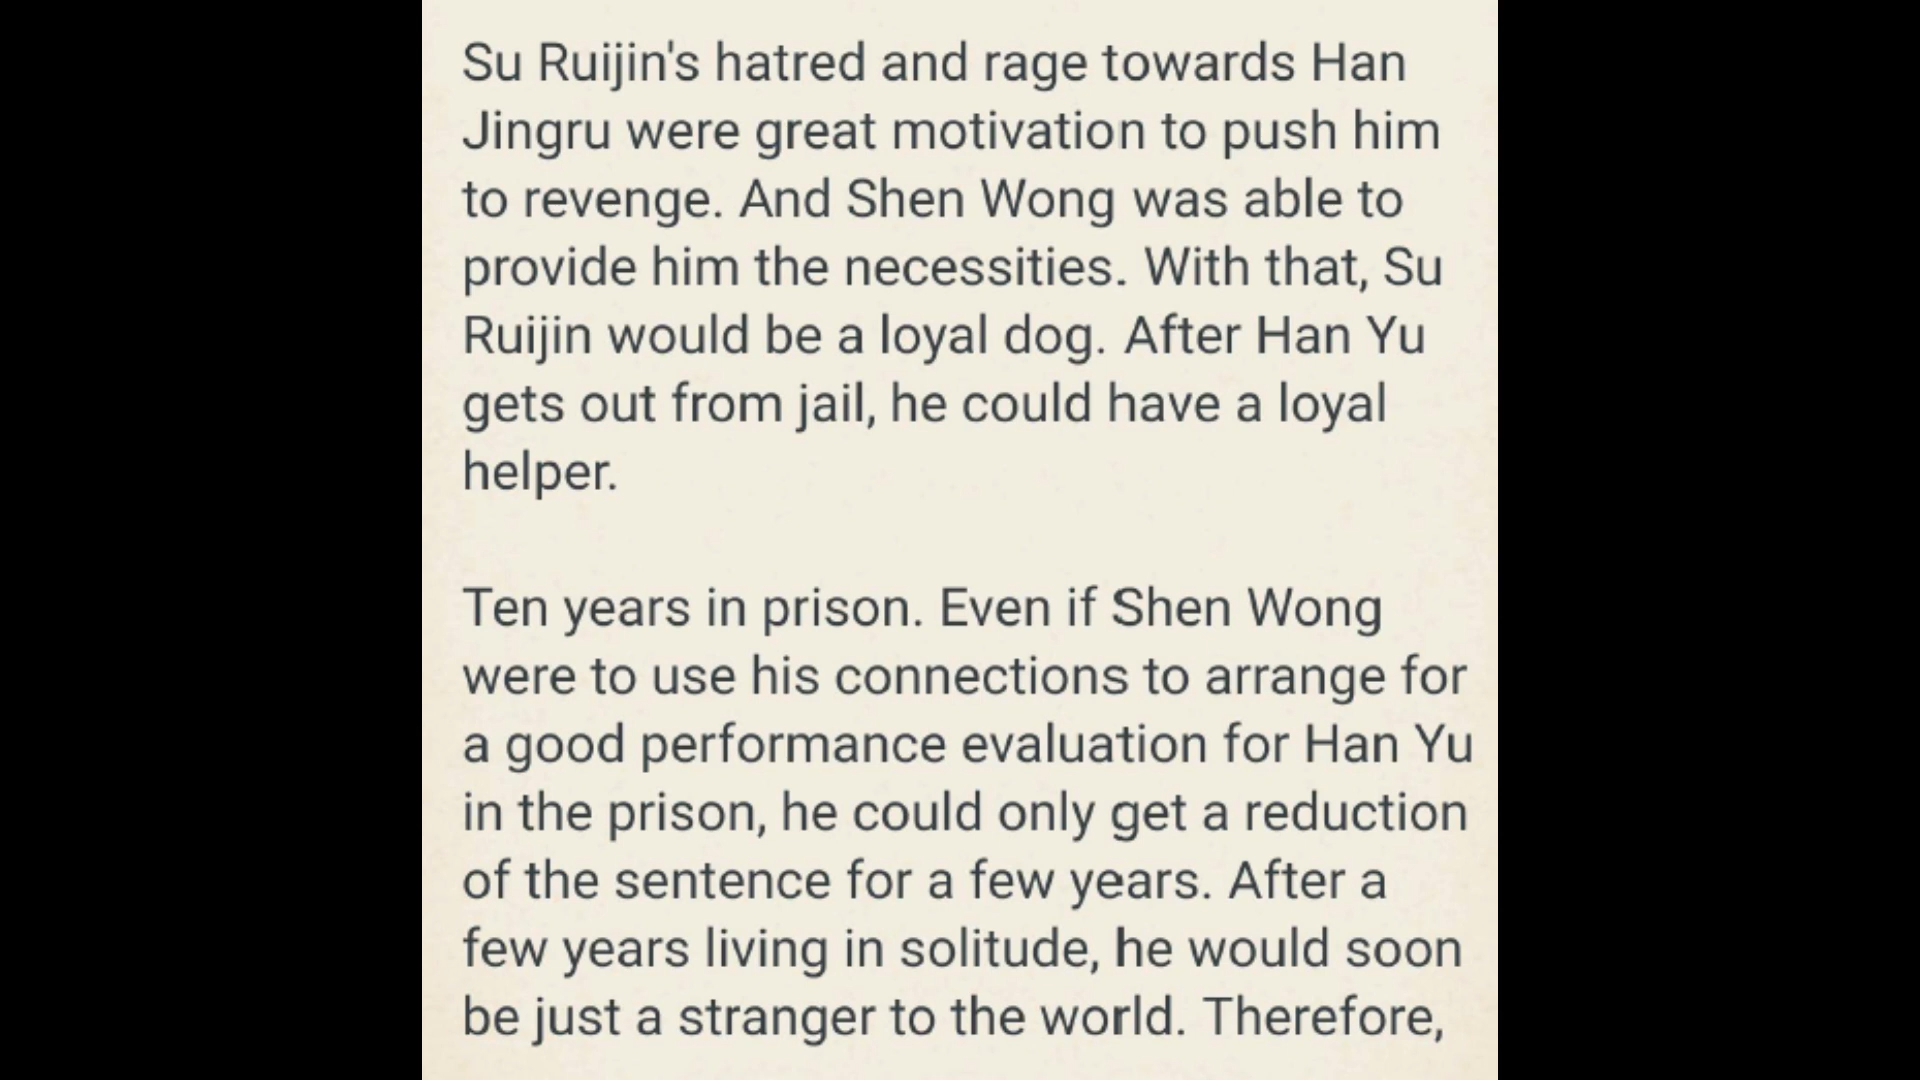 Su Ruijin's hatred and rage towards Han
Jingru were great motivation to push him
to revenge. And Shen Wong was able to
provide him the necessities. With that, Su
Ruijin would be a loyal dog. After Han Yu
gets out from jail, he could have a loyal
helper.
Ten years in prison. Even if Shen Wong
were to use his connections to arrange for
a good performance evaluation for Han Yu
in the prison, he could only get a reduction
of the sentence for a few years. After a
few years living in solitude, he would soon
be just a stranger to the world. Therefore,